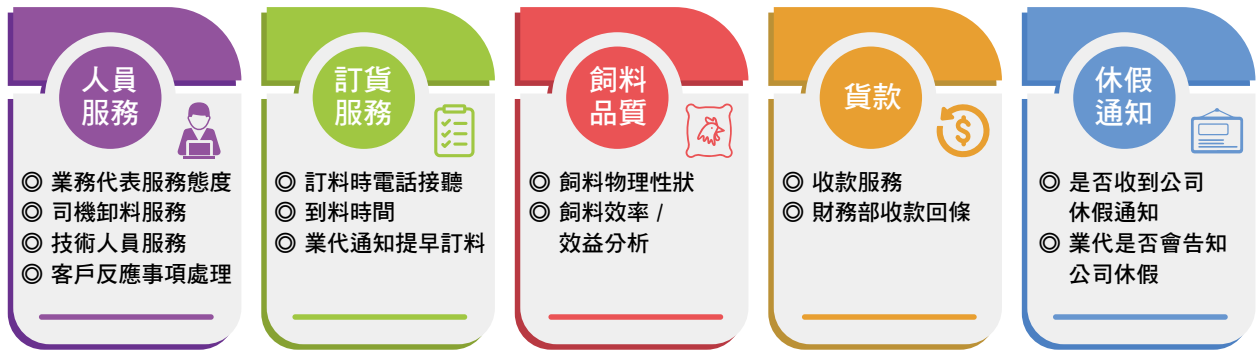 人員
服務
◎ 業務代表服務態度
◎ 司機卸料服務
◎ 技術人員服務
◎ 客戶反應事項處理
訂貨
服務
◎ 訂料時電話接聽
◎ 到料時間
◎ 業代通知提早訂料
飼料
品質
◎ 飼料物理性狀
◎ 飼料效率 /
效益分析
貨款
$
◎ 收款服務
◎ 財務部收款回條
休假
通知
◎ 是否收到公司
休假通知
◎ 業代是否會告知
公司休假